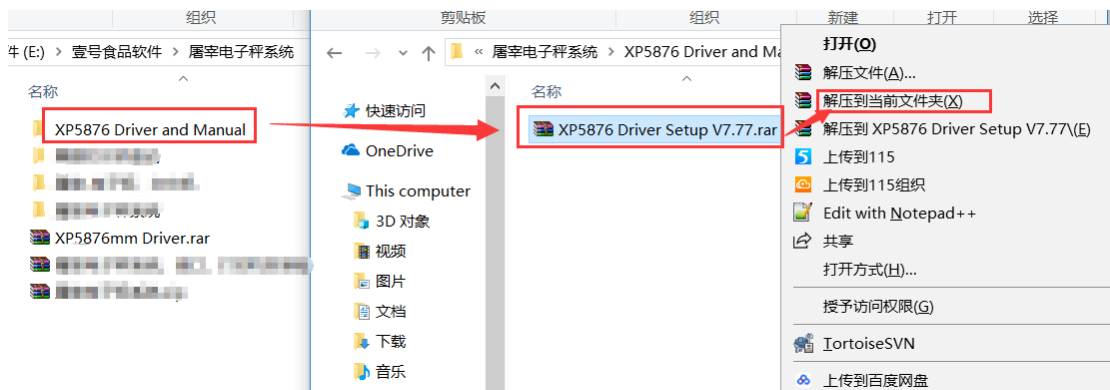 组织
件 (E:) > 壹号食品软件 > 屠宰电子秤系统
名称
XP5876 Driver and Manual
XP5876mm Driver.rar
剪贴板 组织 新建 打开 选择
« 屠宰电子秤系统 > XP5876 Driver and Ma
快速访问
OneDrive
This computer
3D 对象
视频
图片
文档
下载
音乐
名称
XP5876 Driver Setup V7.77.rar
打开(O)
解压文件(A)...
解压到当前文件夹(X)
解压到 XP5876 Driver Setup V7.77\(E)
上传到115
上传到115组织
Edit with Notepad++
共享
打开方式(H)...
授予访问权限(G)
TortoiseSVN
上传到百度网盘